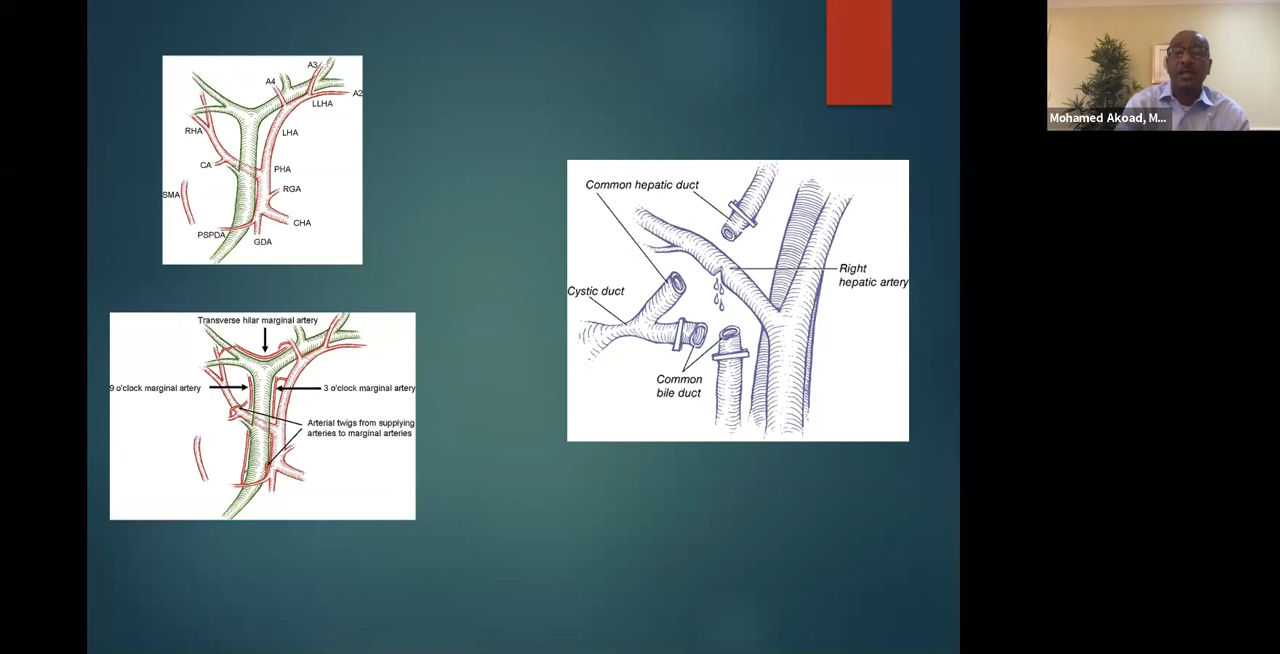 A3
A4
A2
LLHA
RHA
LHA
CA
PHA
RGA
SMA
CHA
PSPDA
GDA
Transverse hilar marginal artery
9 o'clock marginal artery
3 o'clock marginal artery
Arterial twigs from supplying
arteries to marginal arteries
Common hepatic duct
Right
hepatic artery
Cystic duct
Common
bile duct
Mohamed Akoad, M...